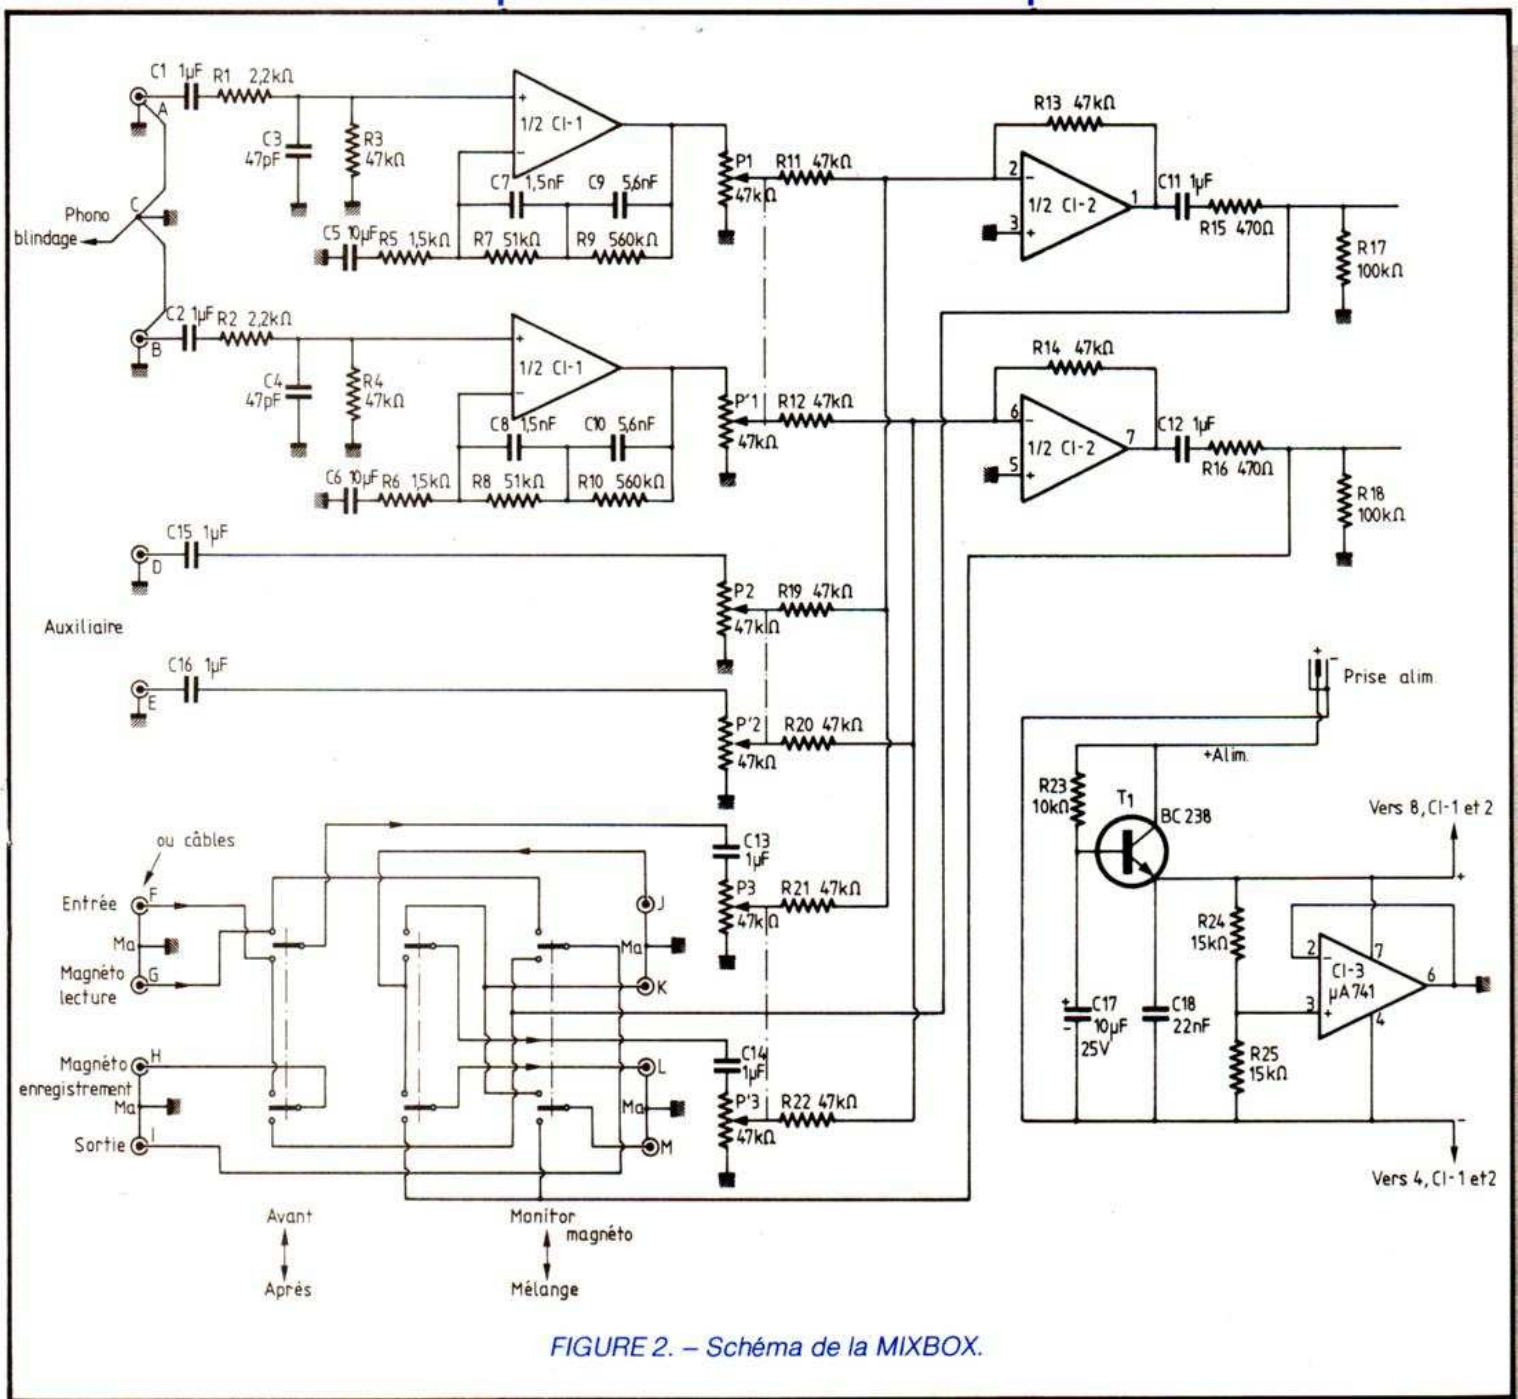 C1 1µF
R1 2,2kΩ
A
C3
47pF
R3
47kΩ
+
1/2 CI-1
-
C7 1,5nF
C9 5,6nF
C5 10µF
R5 1,5kΩ
R7 51kΩ
R9 560kΩ
P1
47kΩ
R11 47kΩ
R13 47kΩ
2
-
1/2 CI-2
3
+
1
C11 1µF
R15 470Ω
R17
100kΩ
Phono
C
blindage
C2 1µF
R2 2,2kΩ
B
C4
47pF
R4
47kΩ
+
1/2 CI-1
-
C8 1,5nF
C10 5,6nF
C6 10µF
R6 1,5kΩ
R8 51kΩ
R10 560kΩ
P'1
47kΩ
R12 47kΩ
R14 47kΩ
6
-
1/2 CI-2
5
+
7
C12 1µF
R16 470Ω
R18
100kΩ
C15 1µF
D
P2
47kΩ
R19 47kΩ
Auxiliaire
C16 1µF
E
P'2
47kΩ
R20 47kΩ
+
-
Prise alim.
+Alim.
R23
10kΩ
T1
BC 238
Vers 8, CI-1 et 2
+
R24
15kΩ
2
-
7
CI-3
µA 741
6
3
+
4
+
C17
-
10µF
25V
C18
22nF
R25
15kΩ
-
Vers 4, CI-1 et 2
ou câbles
Entrée
F
Ma
Magnéto
lecture
G
Magnéto
enregistrement
H
Ma
Sortie
I
C13
1µF
P3
47kΩ
R21 47kΩ
J
Ma
K
C14
1µF
L
Ma
M
P'3
47kΩ
R22 47kΩ
Avant
Aprés
Monitor
magnéto
Mélange
FIGURE 2. – Schéma de la MIXBOX.